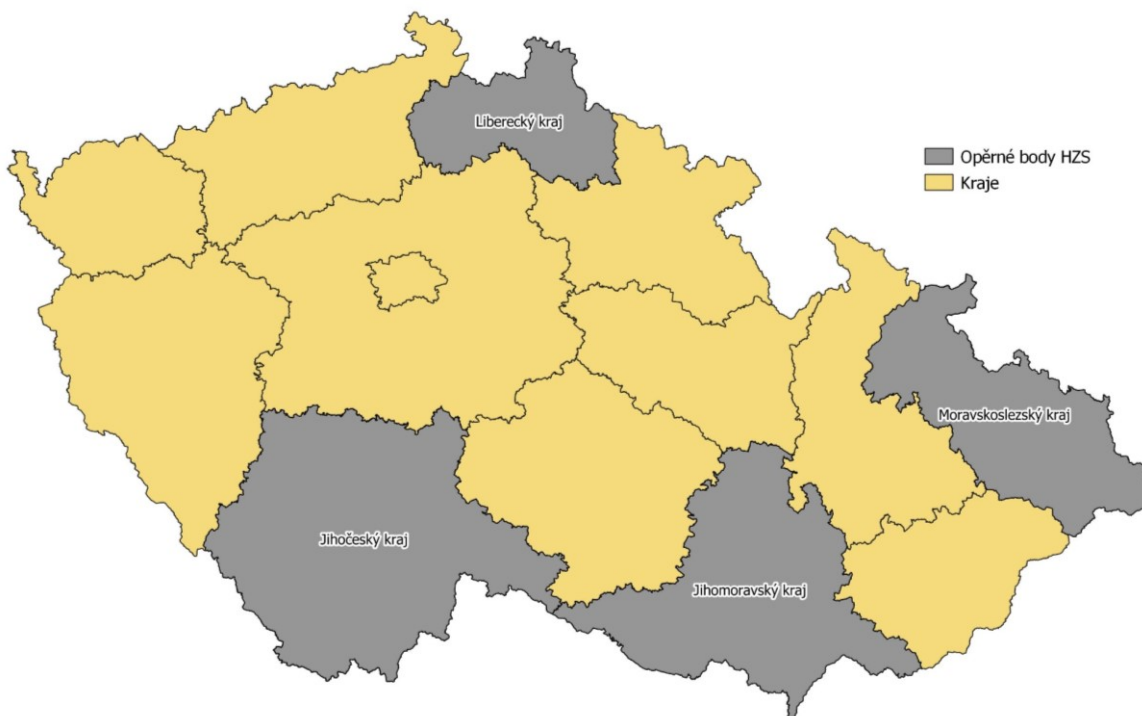 Liberecký kraj
Opěrné body HZS
Kraje
Moravskoslezský kraj
Jihočeský kraj
Jihomoravský kraj